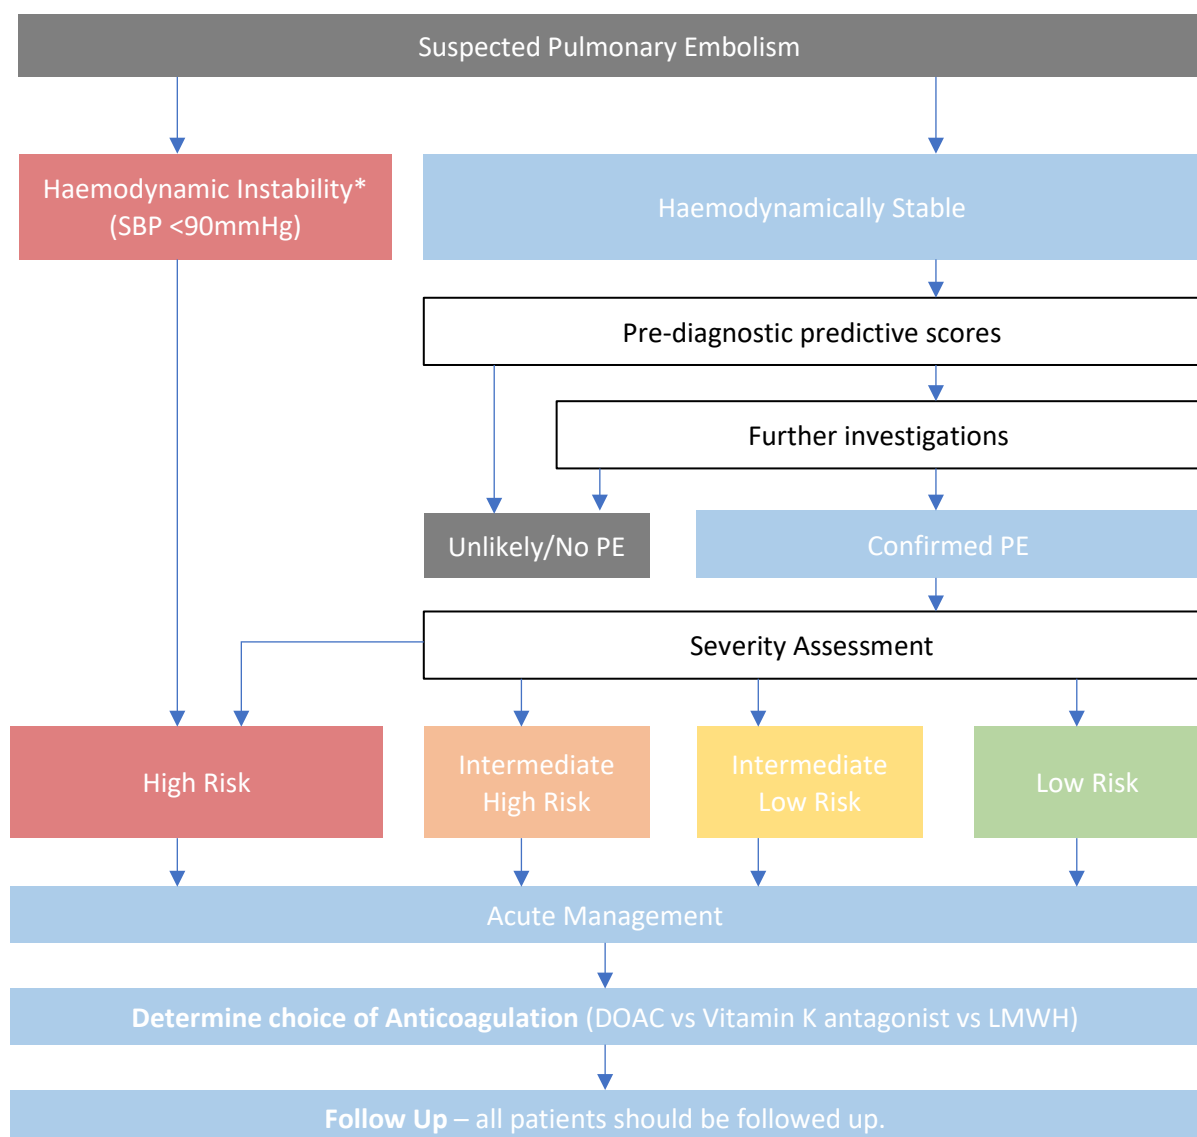 Suspected Pulmonary Embolism
Haemodynamic Instability*
(SBP <90mmHg)
Haemodynamically Stable
Pre-diagnostic predictive scores
Further investigations
Unlikely/No PE
Confirmed PE
Severity Assessment
High Risk
Intermediate
High Risk
Intermediate
Low Risk
Low Risk
Acute Management
Determine choice of Anticoagulation (DOAC vs Vitamin K antagonist vs LMWH)
Follow Up – all patients should be followed up.